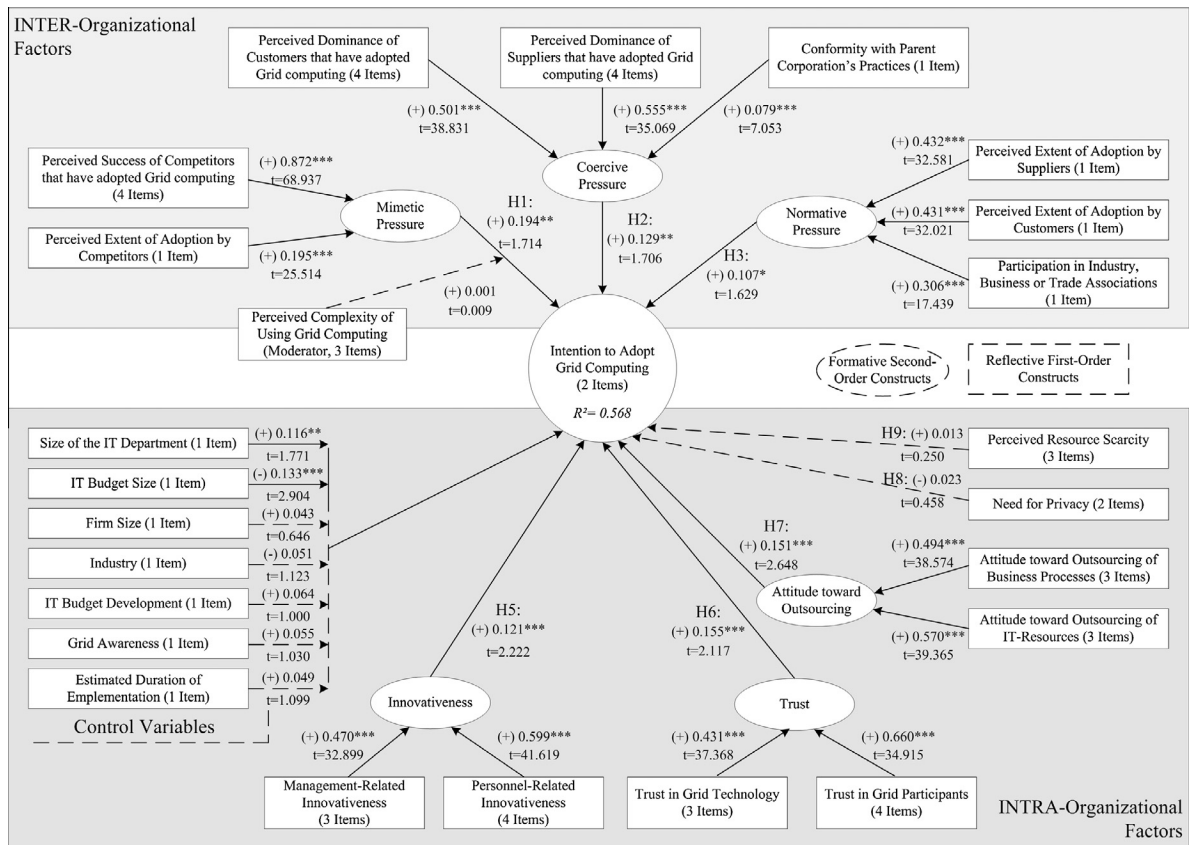 INTER-Organizational
Factors
Perceived Dominance of
Customers that have adopted
Grid computing (4 Items)
Perceived Dominance of
Suppliers that have adopted Grid
computing (4 Items)
Conformity with Parent
Corporation's Practices (1 Item)
(+) 0.501***
t=38.831
(+) 0.555***
t=35.069
(+) 0.079***
t=7.053
Perceived Success of Competitors
that have adopted Grid computing
(4 Items)
(+) 0.872***
t=68.937
Perceived Extent of Adoption by
Competitors (1 Item)
(+) 0.195***
t=25.514
Mimetic
Pressure
Coercive
Pressure
Normative
Pressure
(+) 0.432***
t=32.581
Perceived Extent of Adoption by
Suppliers (1 Item)
(+) 0.431***
t=32.021
Perceived Extent of Adoption by
Customers (1 Item)
(+) 0.306***
t=17.439
Participation in Industry,
Business or Trade Associations
(1 Item)
H1:
(+) 0.194**
t=1.714
H2:
(+) 0.129**
t=1.706
H3:
(+) 0.107*
t=1.629
(+) 0.001
t=0.009
Perceived Complexity of
Using Grid Computing
(Moderator, 3 Items)
Intention to Adopt
Grid Computing
(2 Items)
R²= 0.568
Formative Second-
Order Constructs
Reflective First-Order
Constructs
Size of the IT Department (1 Item)
(+) 0.116**
t=1.771
IT Budget Size (1 Item)
(-) 0.133***
t=2.904
Firm Size (1 Item)
(+) 0.043
t=0.646
Industry (1 Item)
(-) 0.051
t=1.123
IT Budget Development (1 Item)
(+) 0.064
t=1.000
Grid Awareness (1 Item)
(+) 0.055
t=1.030
Estimated Duration of
Emplementation (1 Item)
(+) 0.049
t=1.099
Control Variables
H9: (+) 0.013
t=0.250
Perceived Resource Scarcity
(3 Items)
H8: (-) 0.023
t=0.458
Need for Privacy (2 Items)
H7:
(+) 0.151***
t=2.648
Attitude toward
Outsourcing
(+) 0.494***
t=38.574
Attitude toward Outsourcing of
Business Processes (3 Items)
(+) 0.570***
t=39.365
Attitude toward Outsourcing of
IT-Resources (3 Items)
H5:
(+) 0.121***
t=2.222
H6:
(+) 0.155***
t=2.117
Innovativeness
Trust
(+) 0.470***
t=32.899
(+) 0.599***
t=41.619
(+) 0.431***
t=37.368
(+) 0.660***
t=34.915
Management-Related
Innovativeness
(3 Items)
Personnel-Related
Innovativeness
(4 Items)
Trust in Grid Technology
(3 Items)
Trust in Grid Participants
(4 Items)
INTRA-Organizational
Factors